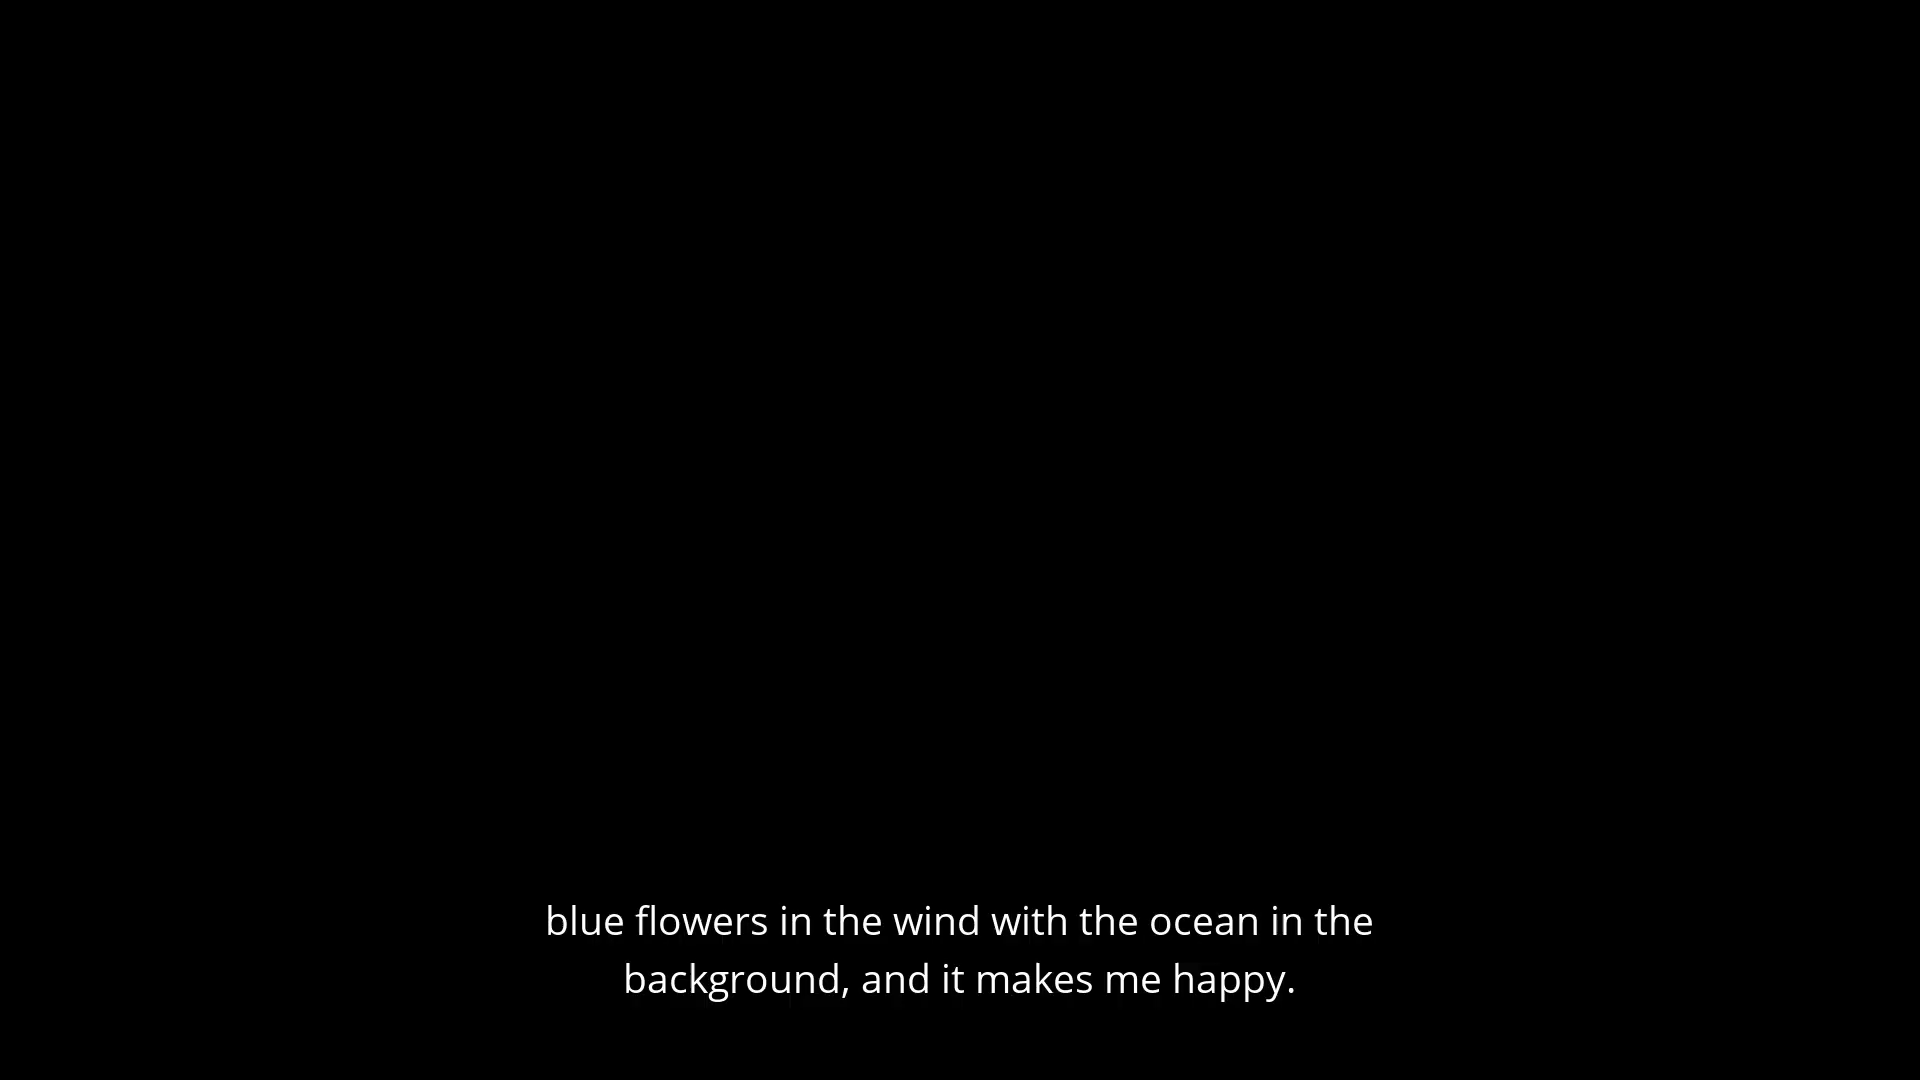 blue flowers in the wind with the ocean in the
background, and it makes me happy.